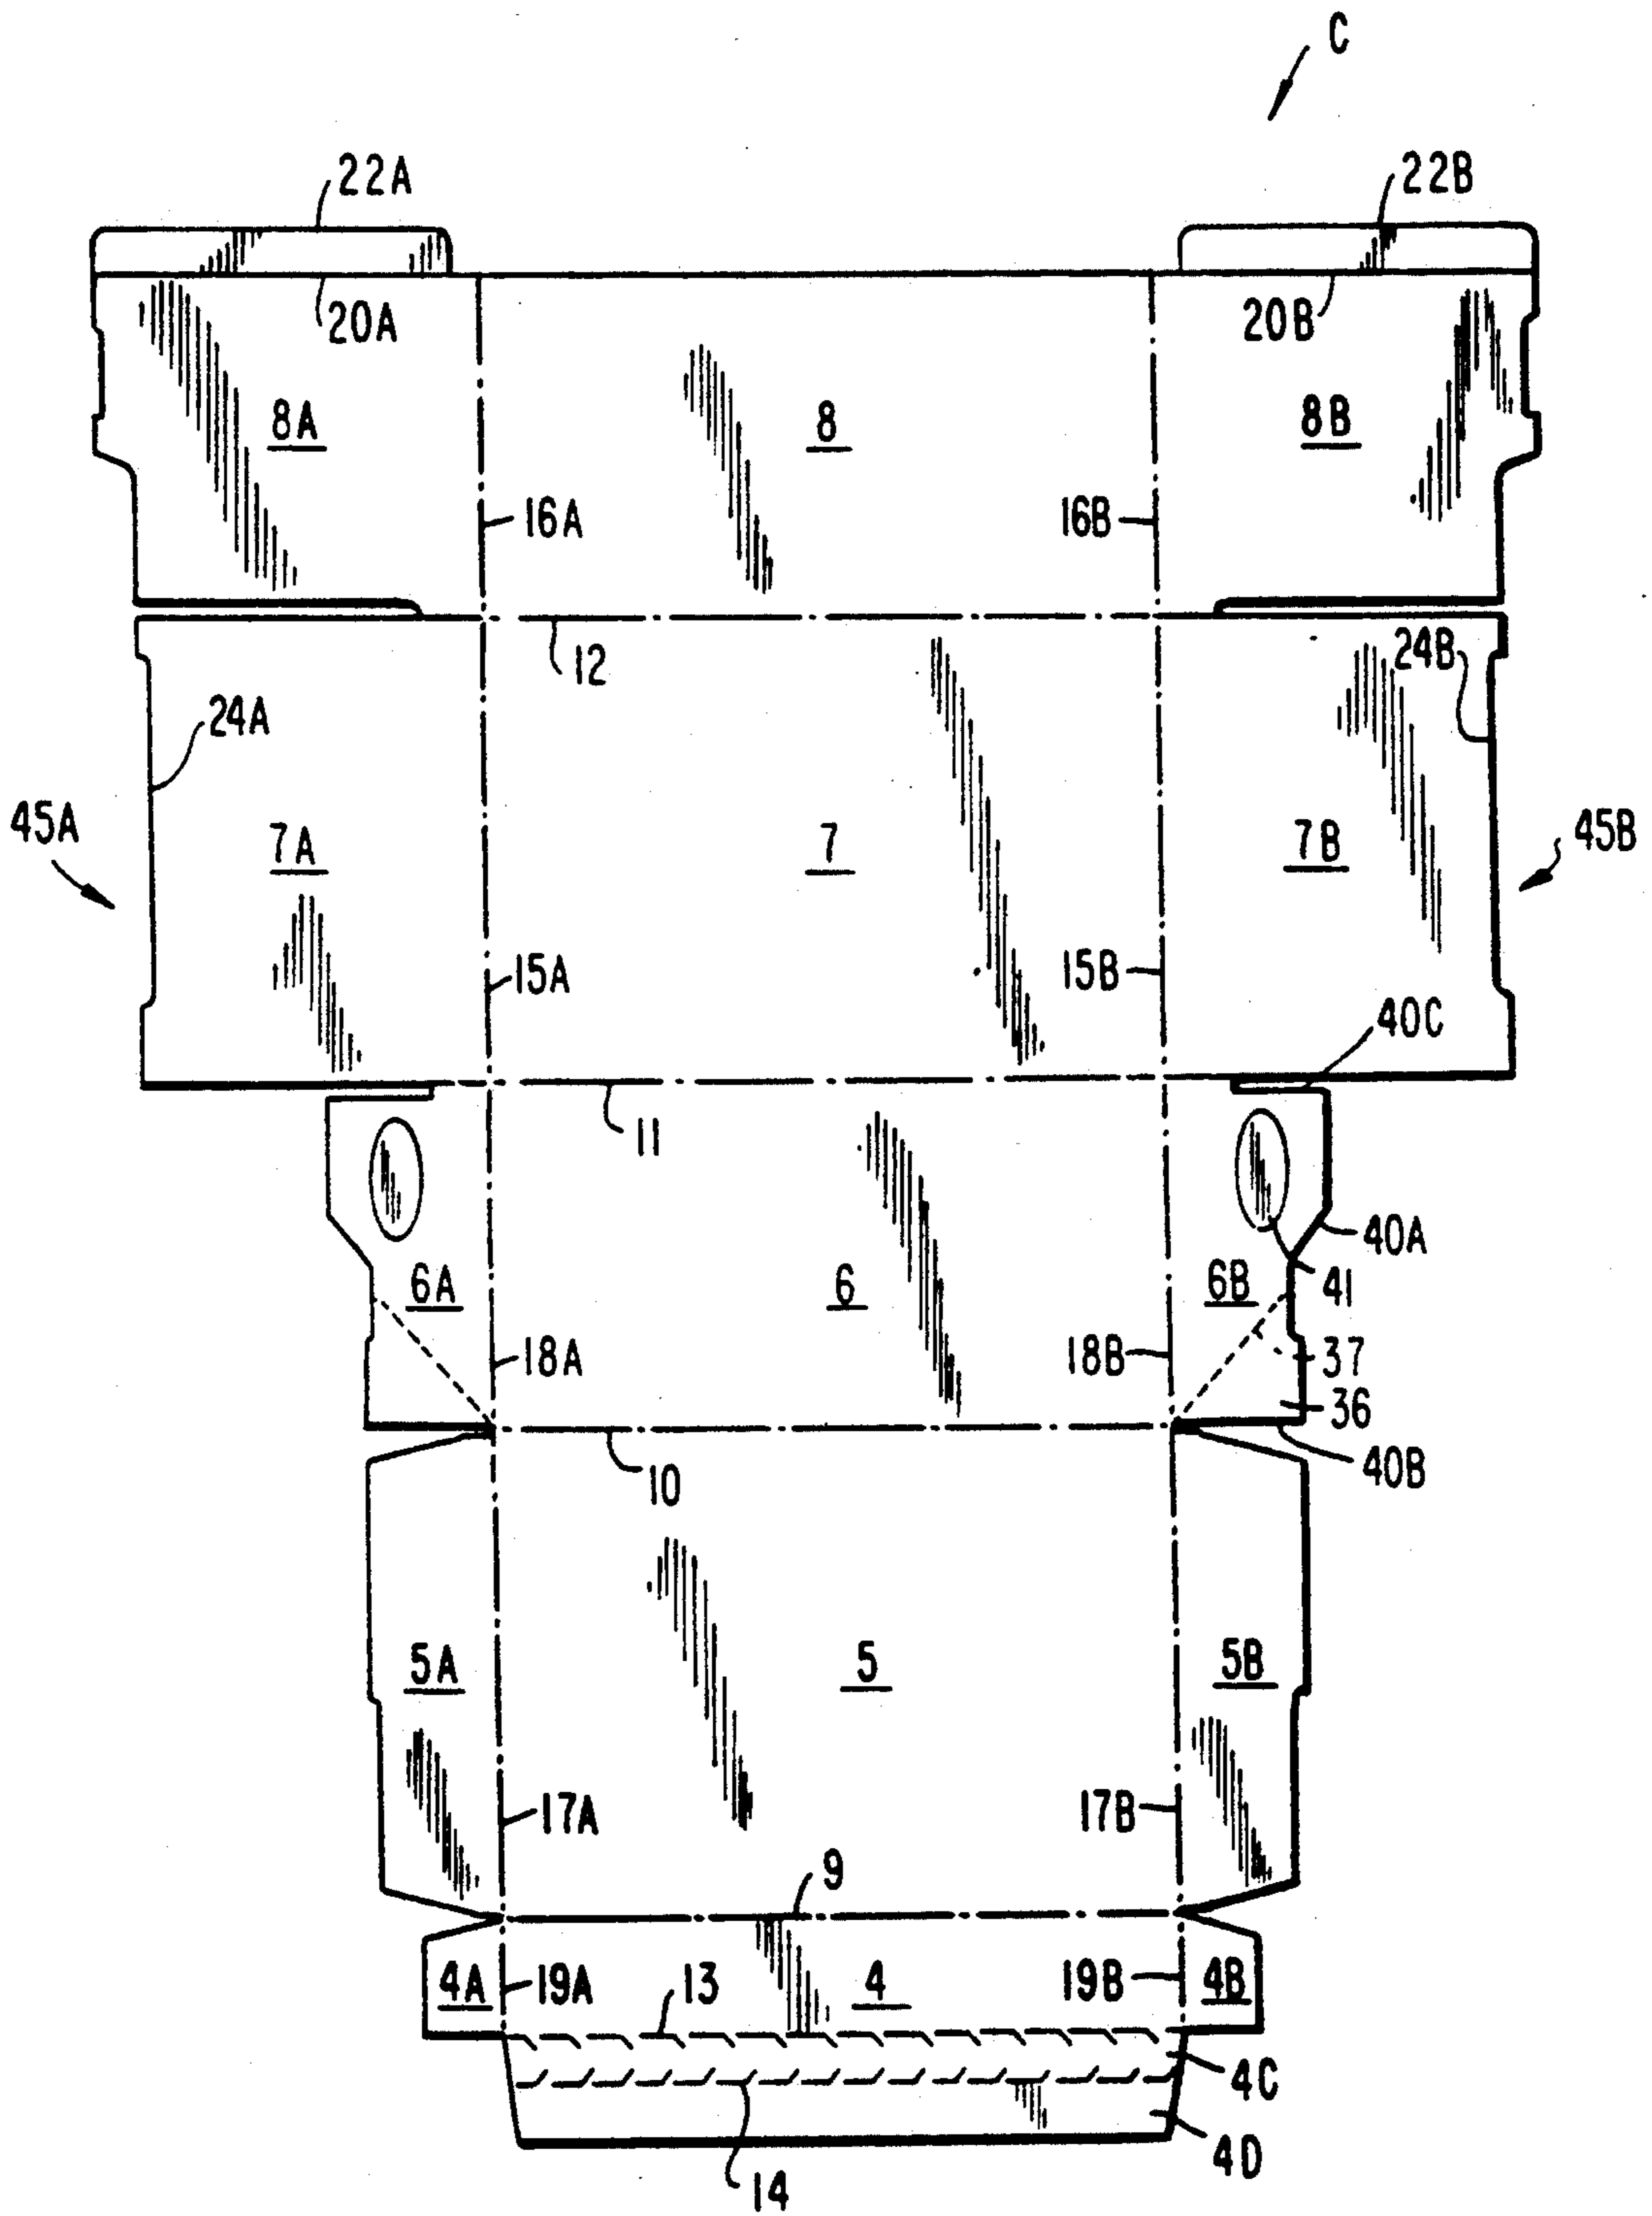 C
22A 22B
20A 20B
8A 8 8B
16A 16B
12 24B
24A
45A 7A 7 7B 45B
15A 15B
40C
11
40A
6A 6 6B 41
18A 18B 37
36
10 40B
5A 5 5B
17A 17B
9
4A 19A 13 4 19B 4B
4C
14 4D